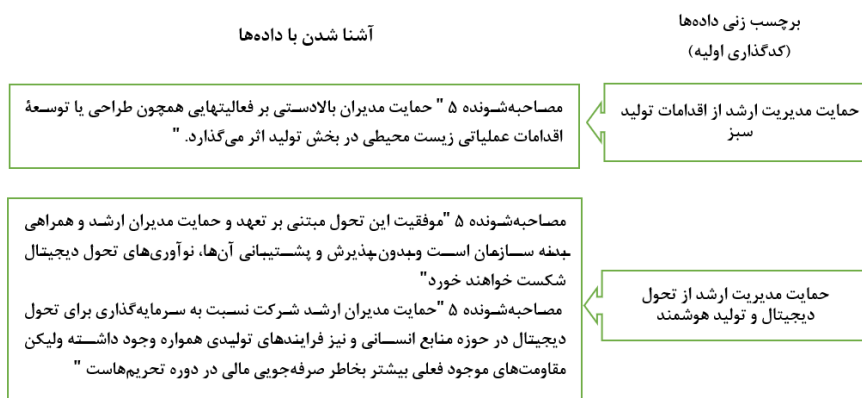 برچسب زنی داده‌ها
(کدگذاری اولیه)
آشنا شدن با داده‌ها
حمایت مدیریت ارشد از اقدامات تولید
سبز
مصاحبه‌شونده ۵ " حمایت مدیران بالادستی بر فعالیتهایی همچون طراحی یا توسعۀ
اقدامات عملیاتی زیست محیطی در بخش تولید اثر می‌گذارد. "
حمایت مدیریت ارشد از تحول
دیجیتال و تولید هوشمند
مصاحبه‌شونده ۵ "موفقیت این تحول مبتنی بر تعهد و حمایت مدیران ارشد و همراهی
بدنه سازمان است و بدون پذیرش و پشتیبانی آن‌ها، نوآوری‌های تحول دیجیتال
شکست خواهند خورد"
مصاحبه‌شونده ۵ "حمایت مدیران ارشد شرکت نسبت به سرمایه‌گذاری برای تحول
دیجیتال در حوزه منابع انسانی و نیز فرایندهای تولیدی همواره وجود داشته ولیکن
مقاومت‌های موجود فعلی بیشتر بخاطر صرفه‌جویی مالی در دوره تحریم‌هاست "